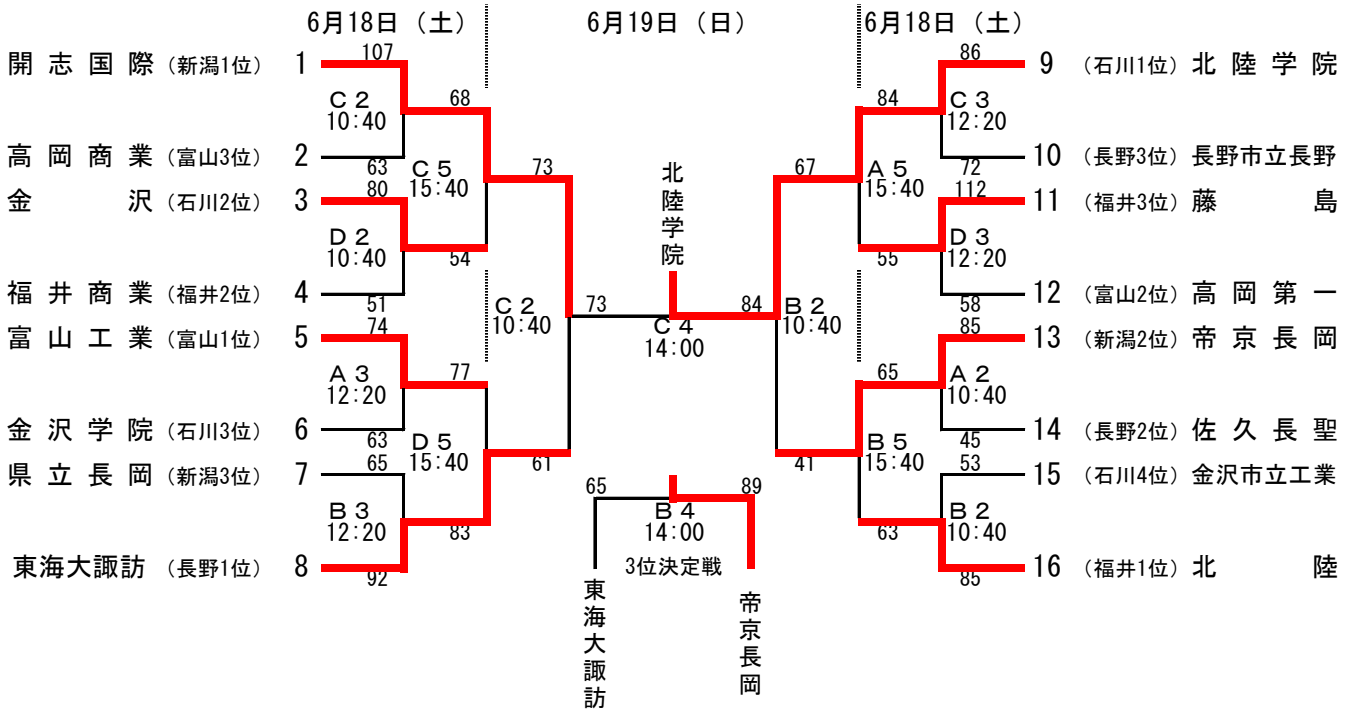 6月18日（土）
6月19日（日）
6月18日（土）
開志国際（新潟1位） 1
107
C2
10:40
63
高岡商業（富山3位） 2
68
C5
15:40
54
金沢（石川2位） 3
80
D2
10:40
51
福井商業（福井2位） 4
富山工業（富山1位） 5
74
A3
12:20
63
金沢学院（石川3位） 6
77
D5
15:40
83
県立長岡（新潟3位） 7
65
B3
12:20
92
東海大諏訪（長野1位） 8
73
C2
10:40
61
北陸学院
73
84
C4
14:00
65
89
B4
14:00
3位決定戦
東海大諏訪
帝京長岡
67
B2
10:40
41
86
9 （石川1位）北陸学院
C3
12:20
72
10 （長野3位）長野市立長野
84
A5
15:40
55
112
11 （福井3位）藤島
D3
12:20
58
12 （富山2位）高岡第一
85
13 （新潟2位）帝京長岡
A2
10:40
45
14 （長野2位）佐久長聖
65
B5
15:40
63
53
15 （石川4位）金沢市立工業
B2
10:40
85
16 （福井1位）北陸